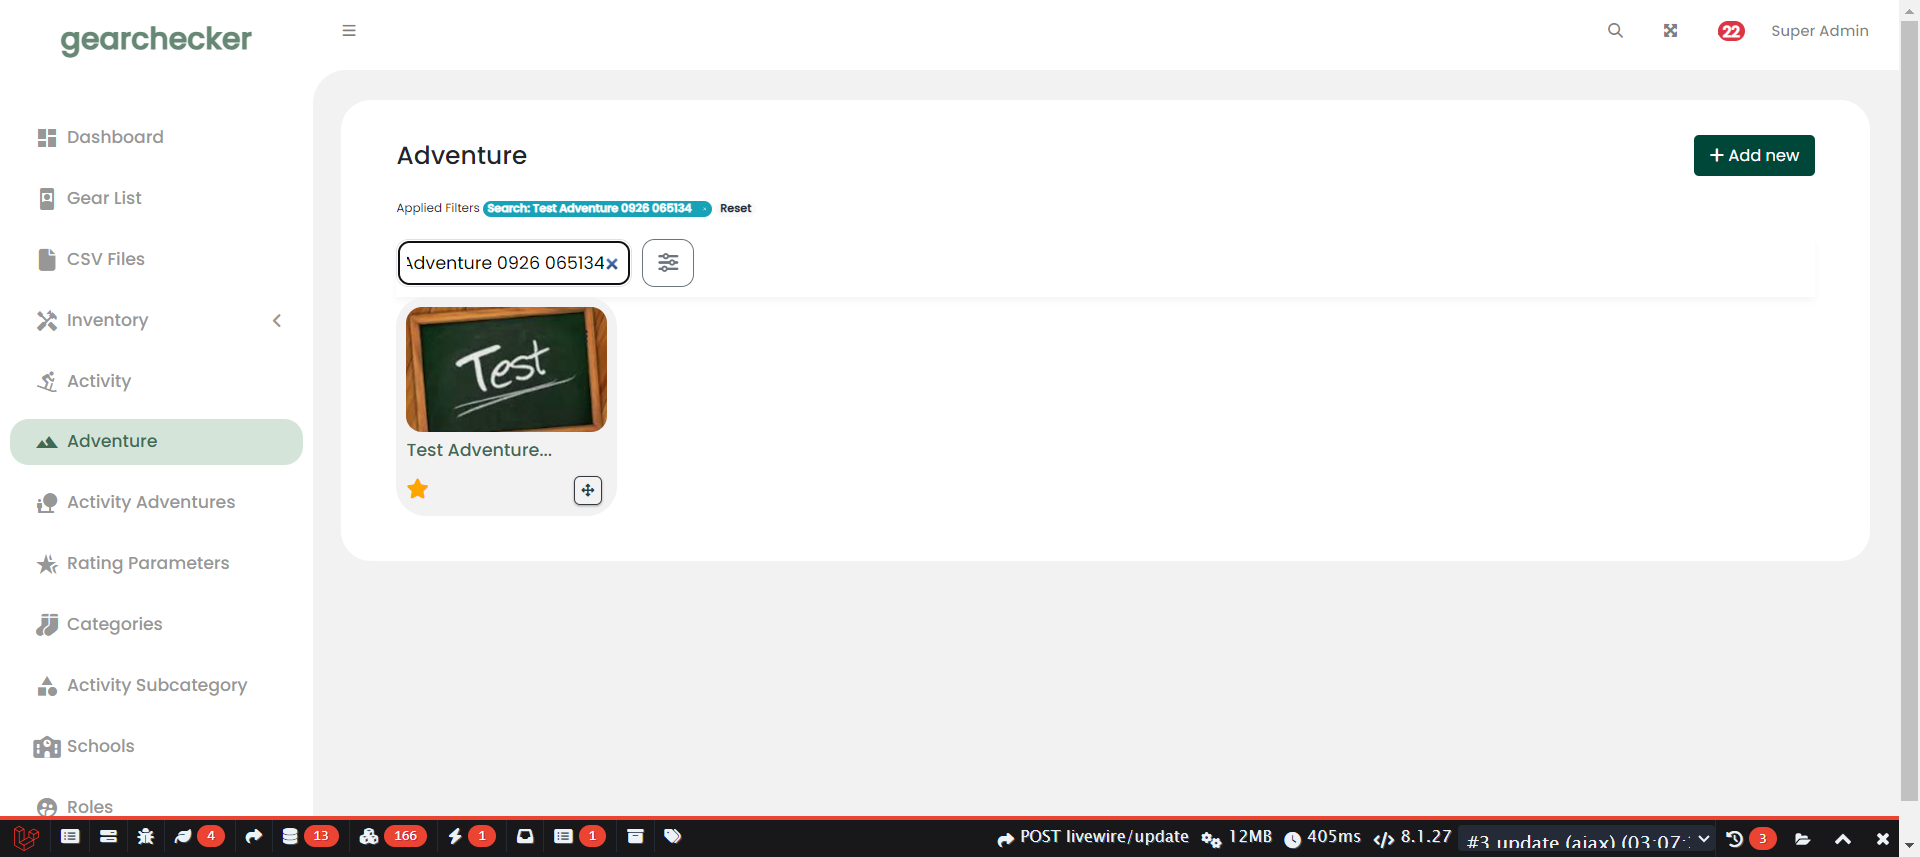 gearchecker
22
Super Admin
Dashboard
Gear List
CSV Files
Inventory
Activity
Adventure
Activity Adventures
Rating Parameters
Categories
Activity Subcategory
Schools
Roles
Adventure
+ Add new
Applied Filters Search: Test Adventure 0926 065134 Reset
Adventure 0926 065134
Test
Test Adventure...
4
13
166
1
1
POST livewire/update
12MB
405ms
8.1.27
#3 update (ajax) (03:07:
3